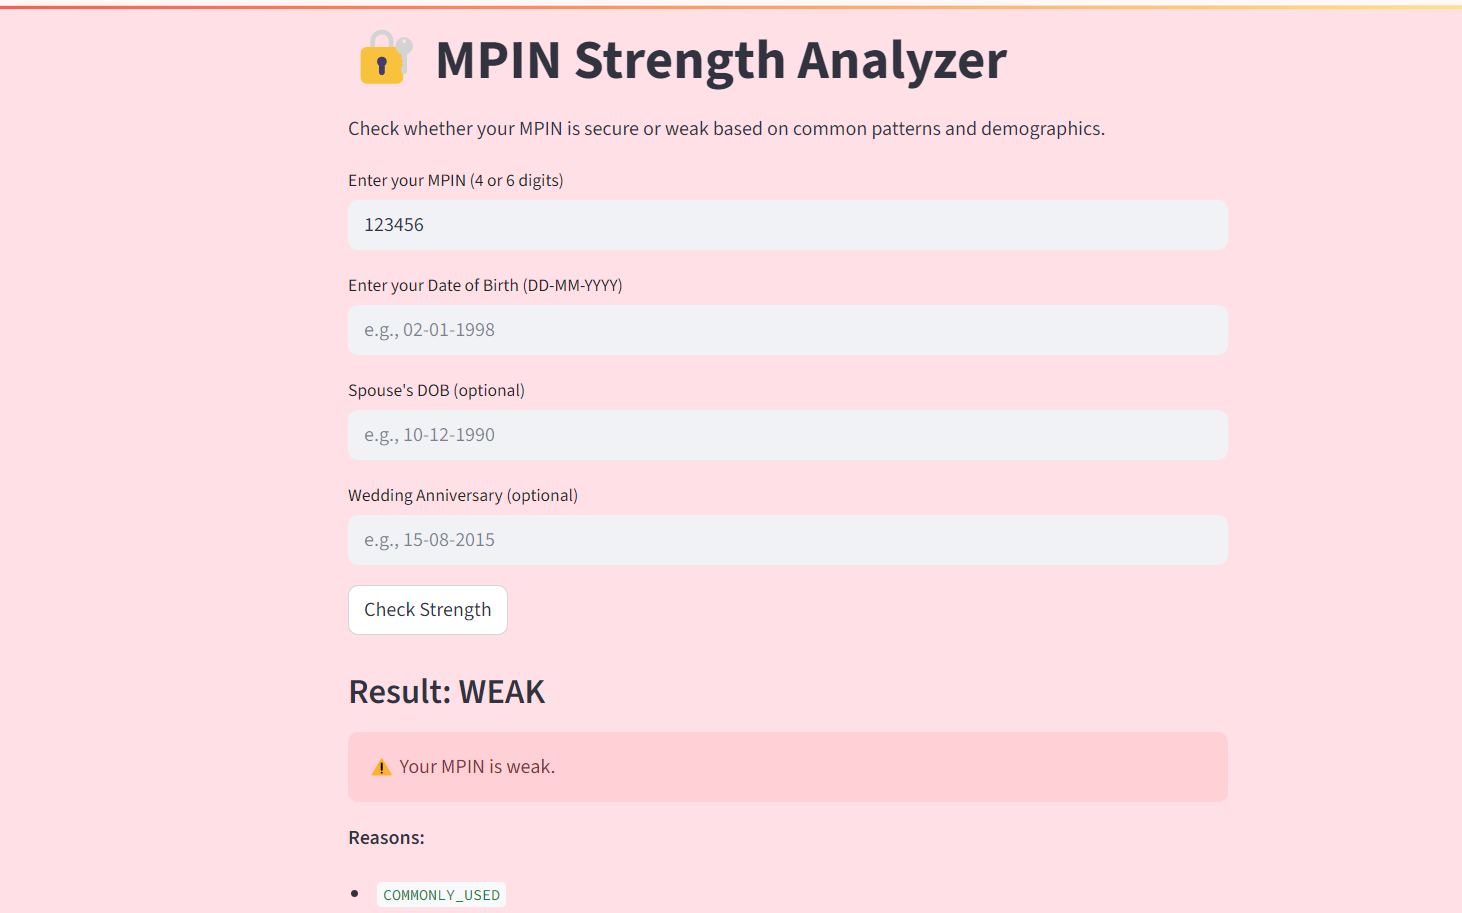 MPIN Strength Analyzer
Check whether your MPIN is secure or weak based on common patterns and demographics.
Enter your MPIN (4 or 6 digits)
123456
Enter your Date of Birth (DD-MM-YYYY)
e.g., 02-01-1998
Spouse's DOB (optional)
e.g., 10-12-1990
Wedding Anniversary (optional)
e.g., 15-08-2015
Check Strength
Result: WEAK
Your MPIN is weak.
Reasons:
COMMONLY_USED